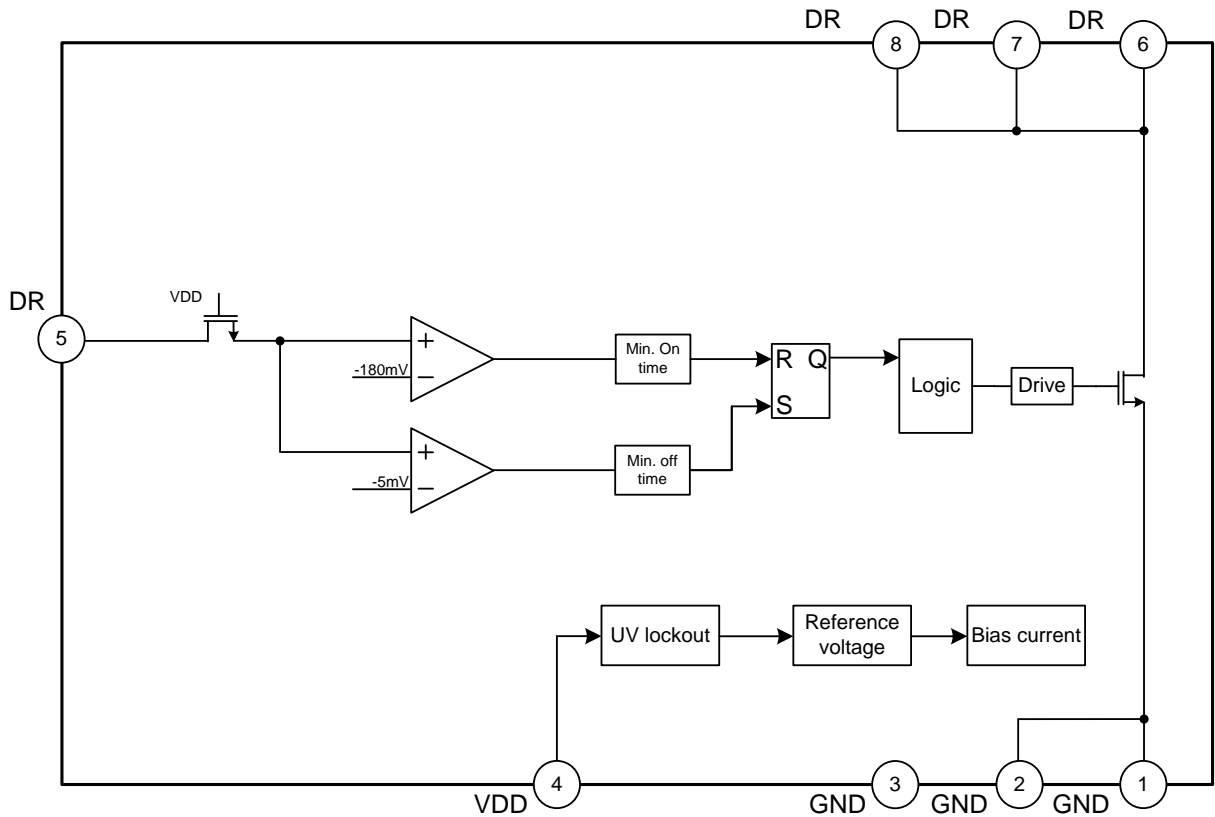 DR
DR
DR
8
7
6
DR
5
VDD
+
-180mV
−
+
-5mV
−
Min. On
time
Min. off
time
R Q
S
Logic
Drive
UV lockout
Reference
voltage
Bias current
4
3
2
1
VDD
GND
GND
GND